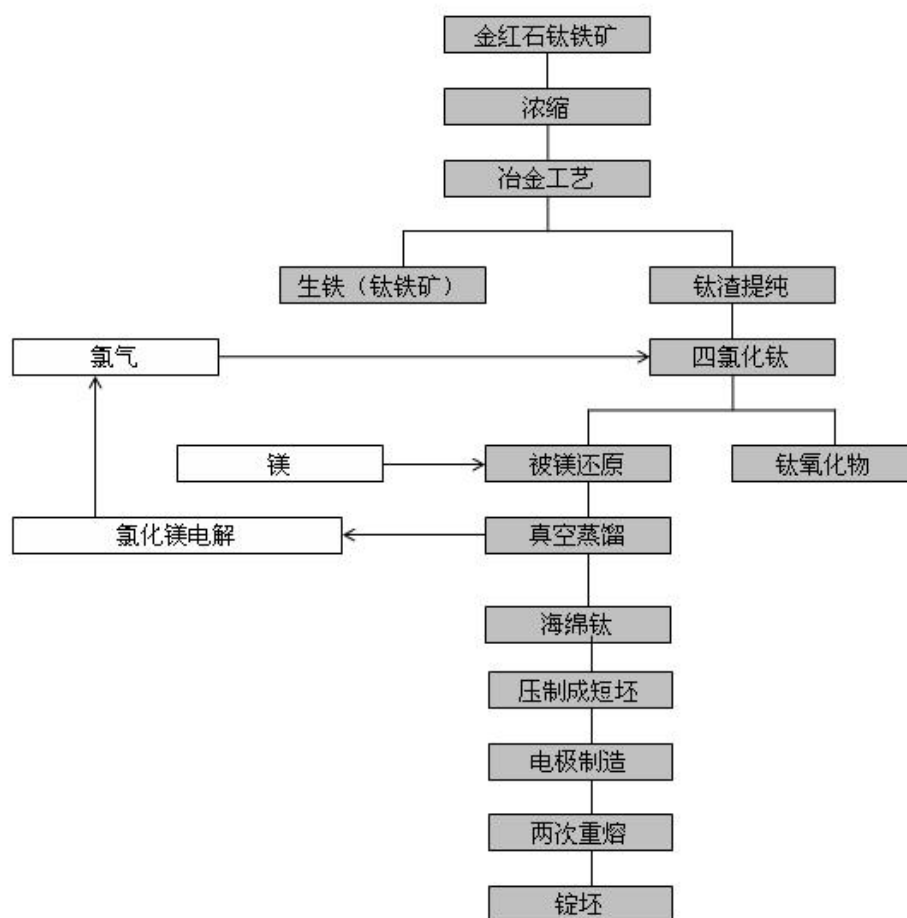 金红石钛铁矿
浓缩
冶金工艺
生铁（钛铁矿）
钛渣提纯
氯气
四氯化钛
镁
被镁还原
钛氧化物
氯化镁电解
真空蒸馏
海绵钛
压制成短坯
电极制造
两次重熔
锭坯